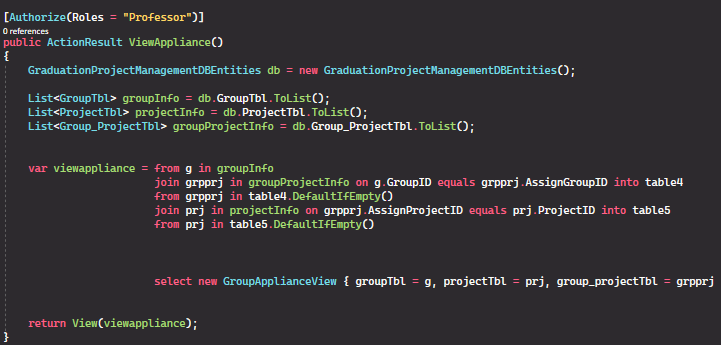 [Authorize(Roles = "Professor")]
0 references
public ActionResult ViewAppliance()
{
GraduationProjectManagementDBEntities db = new GraduationProjectManagementDBEntities();
List<GroupTbl> groupInfo = db.GroupTbl.ToList();
List<ProjectTbl> projectInfo = db.ProjectTbl.ToList();
List<Group_ProjectTbl> groupProjectInfo = db.Group_ProjectTbl.ToList();
var viewappliance = from g in groupInfo
join grpprj in groupProjectInfo on g.GroupID equals grpprj.AssignGroupID into table4
from grpprj in table4.DefaultIfEmpty()
join prj in projectInfo on grpprj.AssignProjectID equals prj.ProjectID into table5
from prj in table5.DefaultIfEmpty()
select new GroupApplianceView { groupTbl = g, projectTbl = prj, group_projectTbl = grpprj
return View(viewappliance);
}